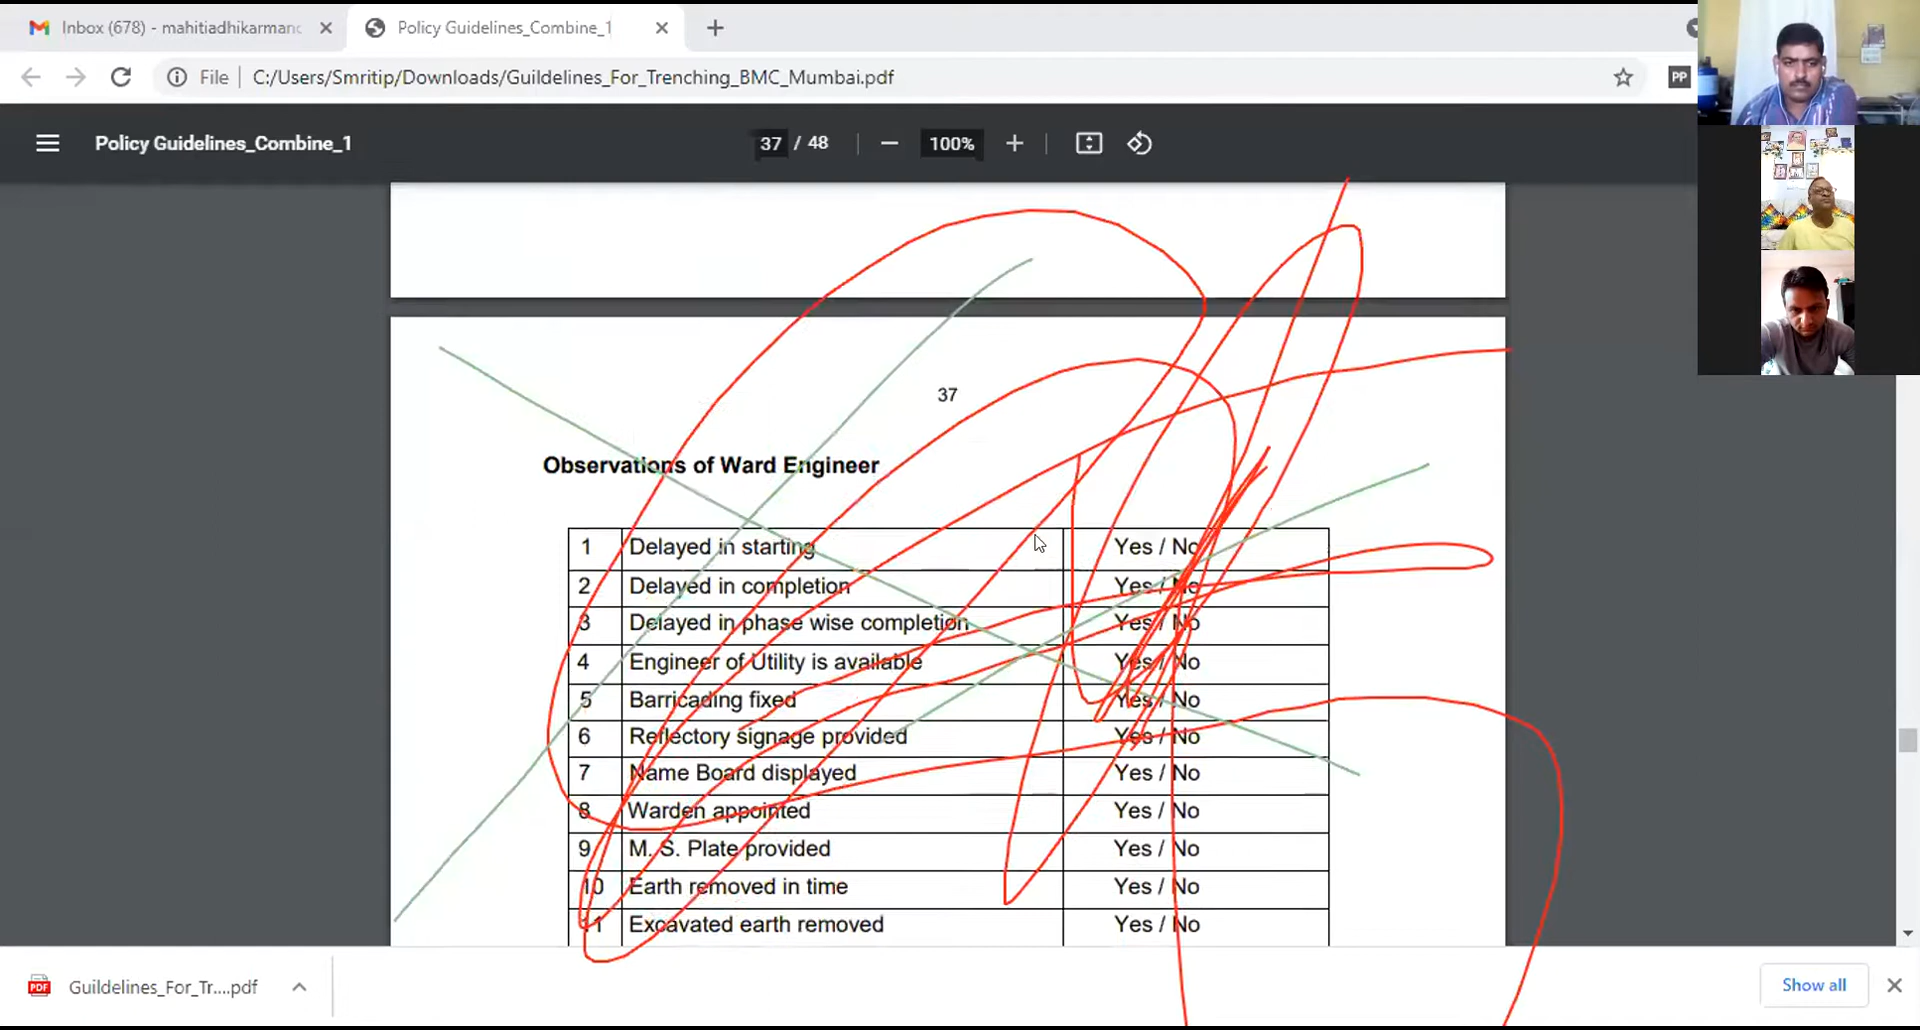 Inbox (678) - mahitiadhikarmanc
Policy Guidelines_Combine_1
File C:/Users/Smritip/Downloads/Guildelines_For_Trenching_BMC_Mumbai.pdf
PP
Policy Guidelines_Combine_1
37 / 48
100%
37
Observations of Ward Engineer
1 Delayed in starting Yes / No
2 Delayed in completion Yes / No
3 Delayed in phase wise completion Yes / No
4 Engineer of Utility is available Yes / No
5 Barricading fixed Yes / No
6 Reflectory signage provided Yes / No
7 Name Board displayed Yes / No
8 Warden appointed Yes / No
9 M. S. Plate provided Yes / No
10 Earth removed in time Yes / No
11 Excavated earth removed Yes / No
PDF
Guildelines_For_Tr....pdf
Show all